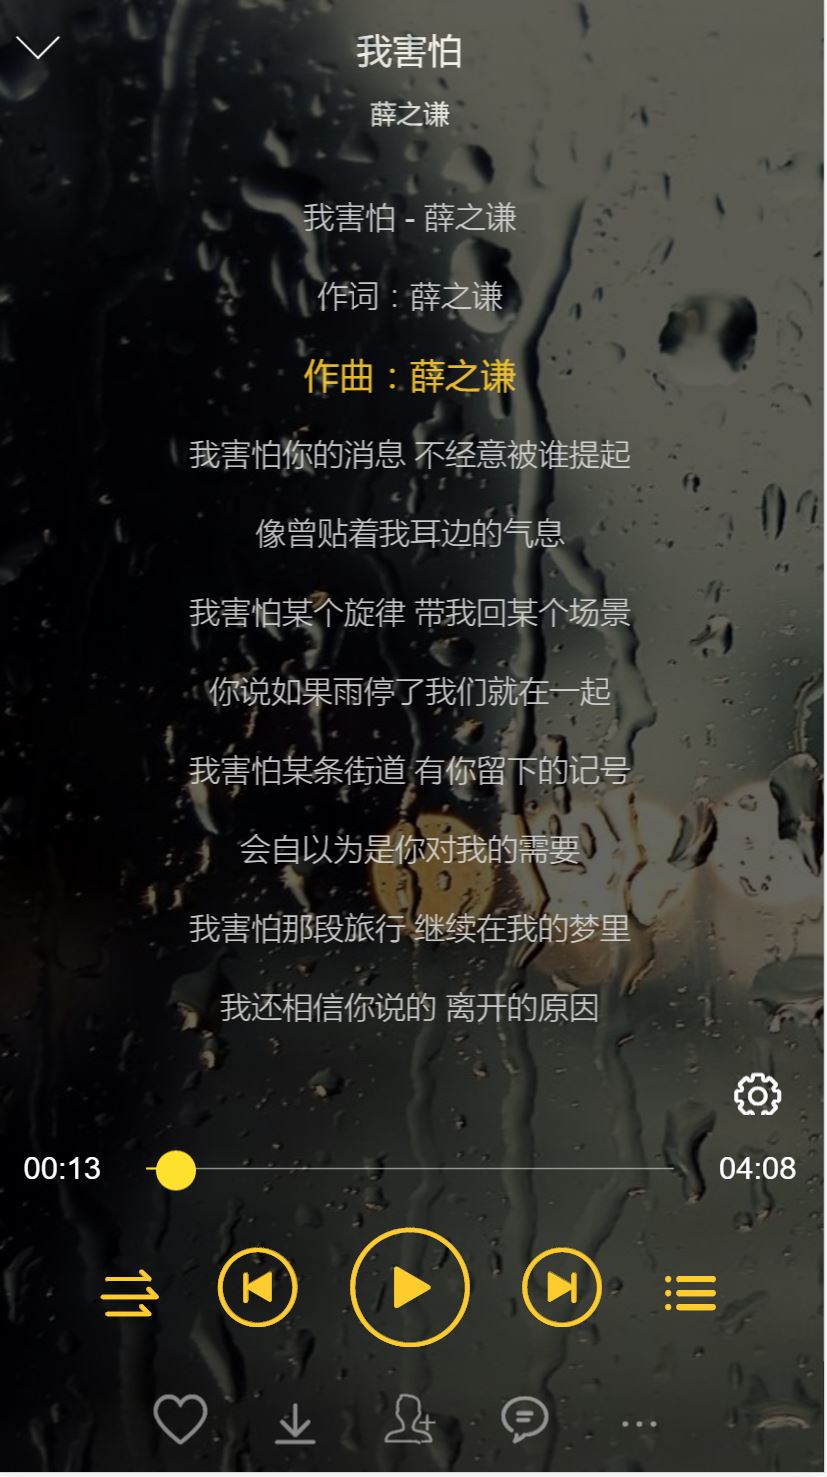 我害怕
薛之谦
我害怕 - 薛之谦
作词：薛之谦
作曲：薛之谦
我害怕你的消息 不经意被谁提起
像曾贴着我耳边的气息
我害怕某个旋律 带我回某个场景
你说如果雨停了我们就在一起
我害怕某条街道 有你留下的记号
会自以为是你对我的需要
我害怕那段旅行 继续在我的梦里
我还相信你说的 离开的原因
00:13
04:08